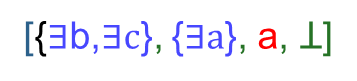 [{∃b,∃c}, {∃a}, a, ⊥]